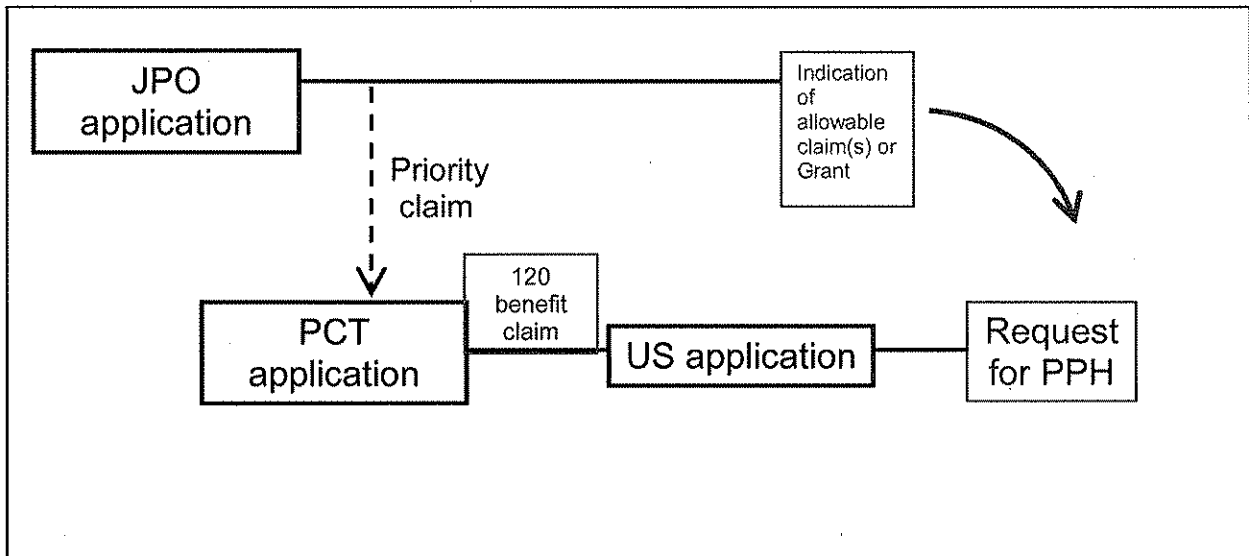 JPO
application
Indication
of
allowable
claim(s) or
Grant
Priority
claim
120
benefit
claim
PCT
application
US application
Request
for PPH